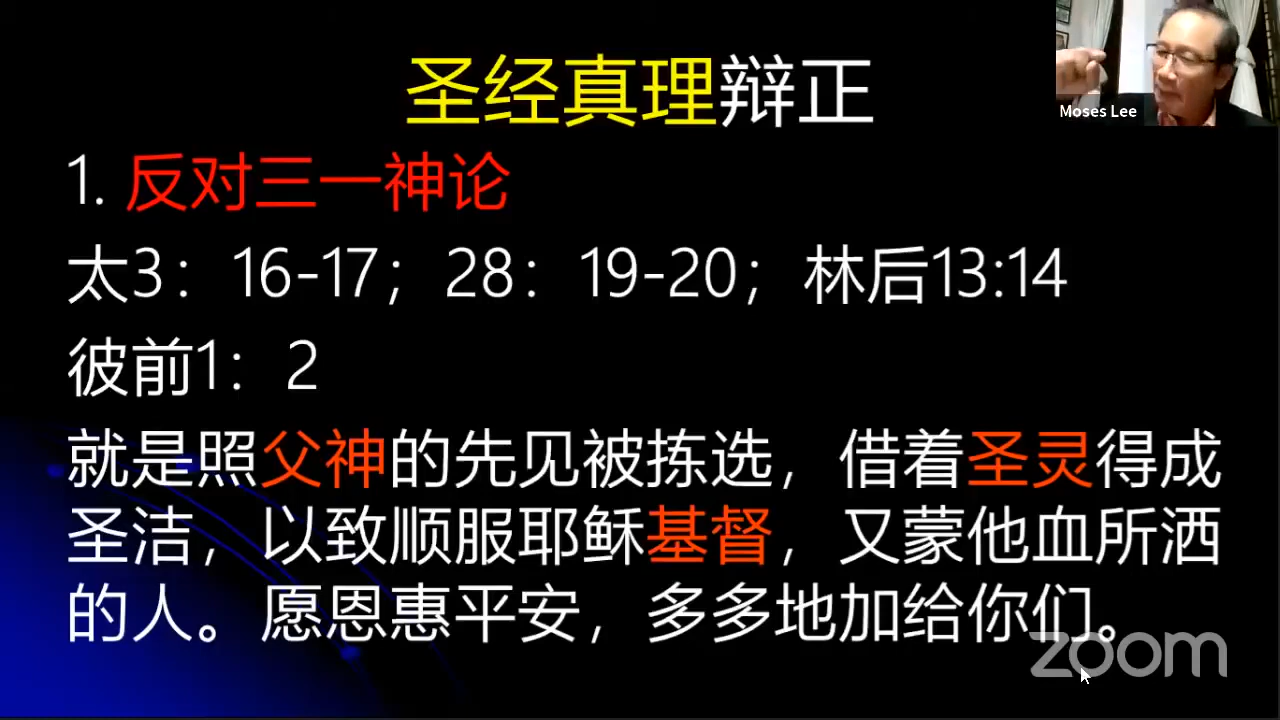 圣经真理辩正
Moses Lee
1. 反对三一神论
太3：16-17；28：19-20；林后13:14
彼前1：2
就是照父神的先见被拣选，借着圣灵得成
圣洁，以致顺服耶稣基督，又蒙他血所洒
的人。愿恩惠平安，多多地加给你们。
zoom